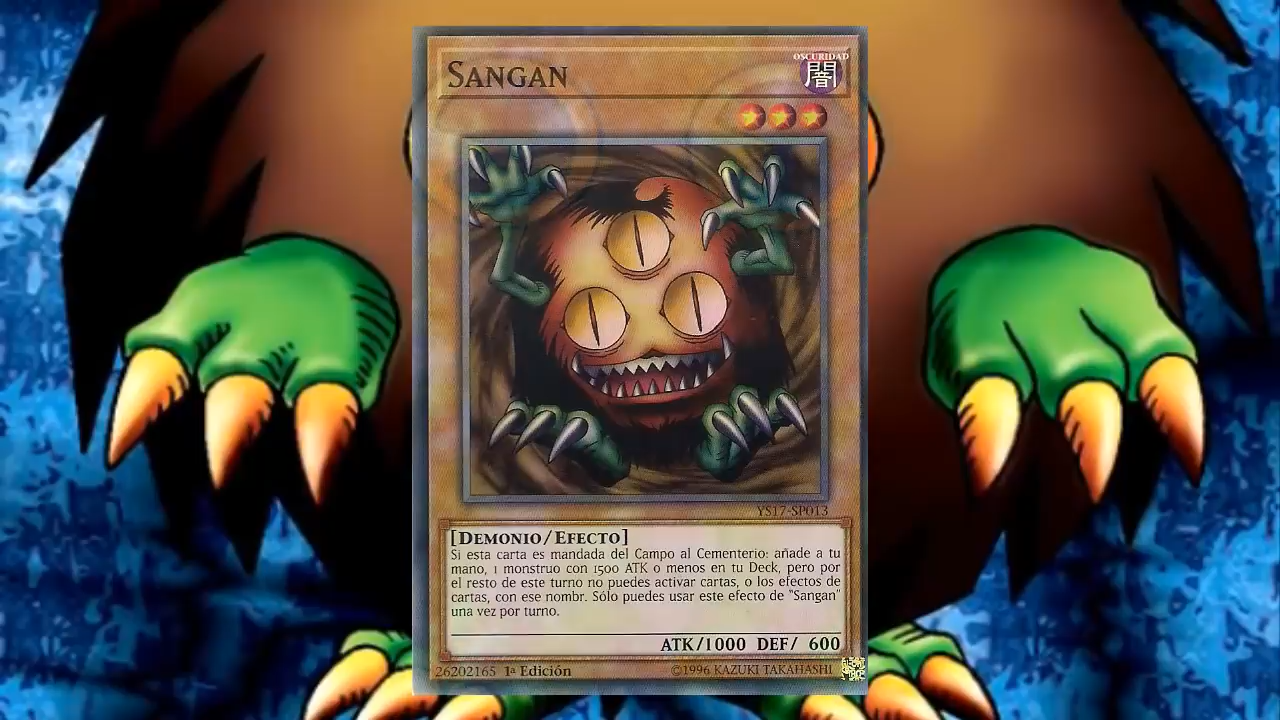 SANGAN
OSCURIDAD
闇
YS17-SP013
[DEMONIO/EFECTO]
Si esta carta es mandada del Campo al Cementerio: añade a tu
mano, 1 monstruo con 1500 ATK o menos en tu Deck, pero por
el resto de este turno no puedes activar cartas, o los efectos de
cartas, con ese nombr. Sólo puedes usar este efecto de "Sangan"
una vez por turno.
ATK/1000 DEF/ 600
26202165 1ª Edición ©1996 KAZUKI TAKAHASHI